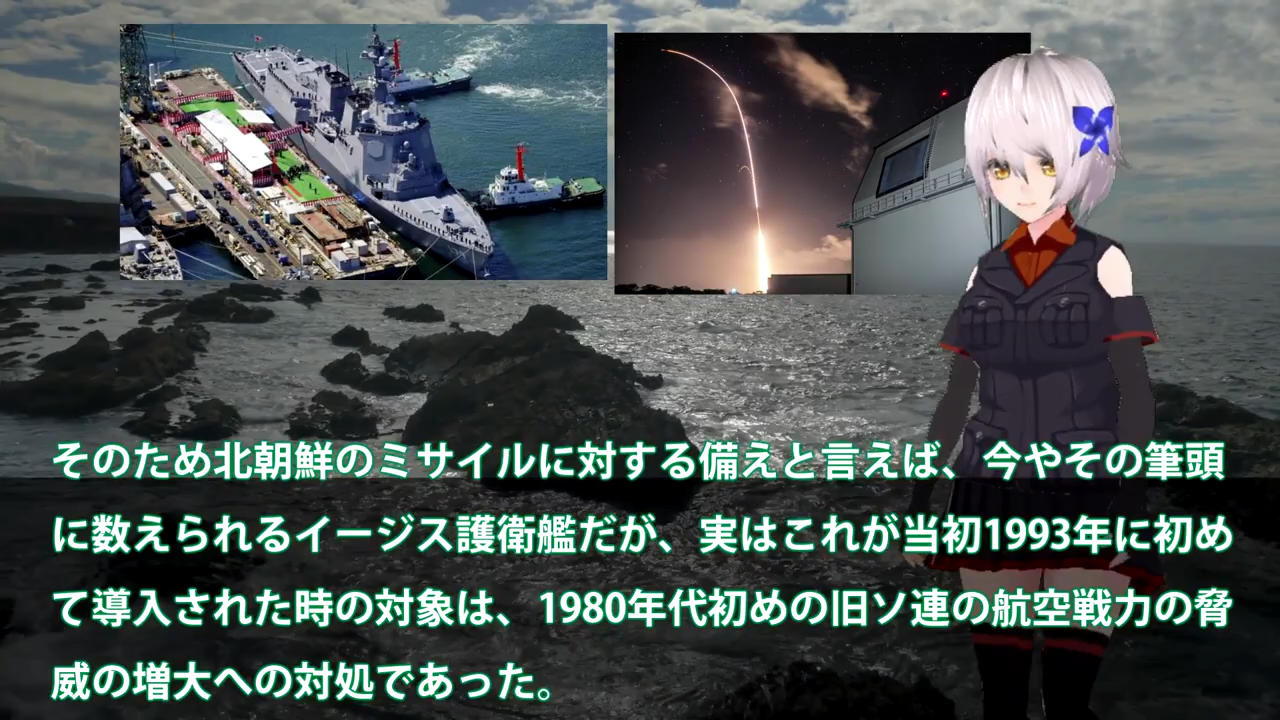 そのため北朝鮮のミサイルに対する備えと言えば、今やその筆頭
に数えられるイージス護衛艦だが、実はこれが当初1993年に初め
て導入された時の対象は、1980年代初めの旧ソ連の航空戦力の脅
威の増大への対処であった。